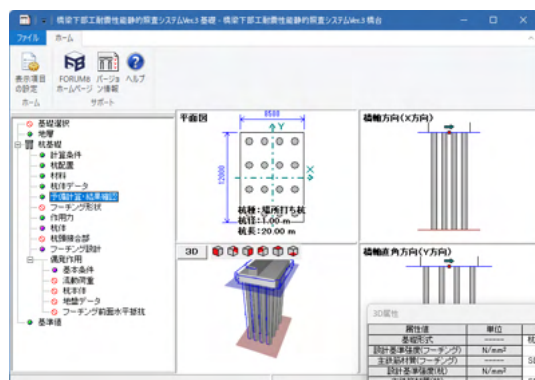 橋梁下部工耐震性能静的照査システムVer.3 基礎 - 橋梁下部工耐震性能静的照査システムVer.3 橋台
ファイル ホーム
表示項目の設定
FORUM8ホームページ
バージョン情報
ヘルプ
ホーム
サポート
基礎選択
地層
杭基礎
計算条件
杭配置
材料
杭体データ
予備計算・結果確認
フーチング形状
作用力
杭体
杭頭接合部
フーチング設計
偶発作用
基本条件
流動荷重
杭本体
地盤データ
フーチング前面水平抵抗
基準値
平面図
8500
Y
X
12000
杭種:場所打ち杭
杭径:1.00 m
杭長:20.00 m
橋軸方向(X方向)
3D
橋軸直角方向(Y方向)
3D属性
属性値 単位
基礎形式 -----
設計基準強度(フーチング) N/mm²
主鉄筋材質(フーチング) -----
設計基準強度(杭) N/mm²